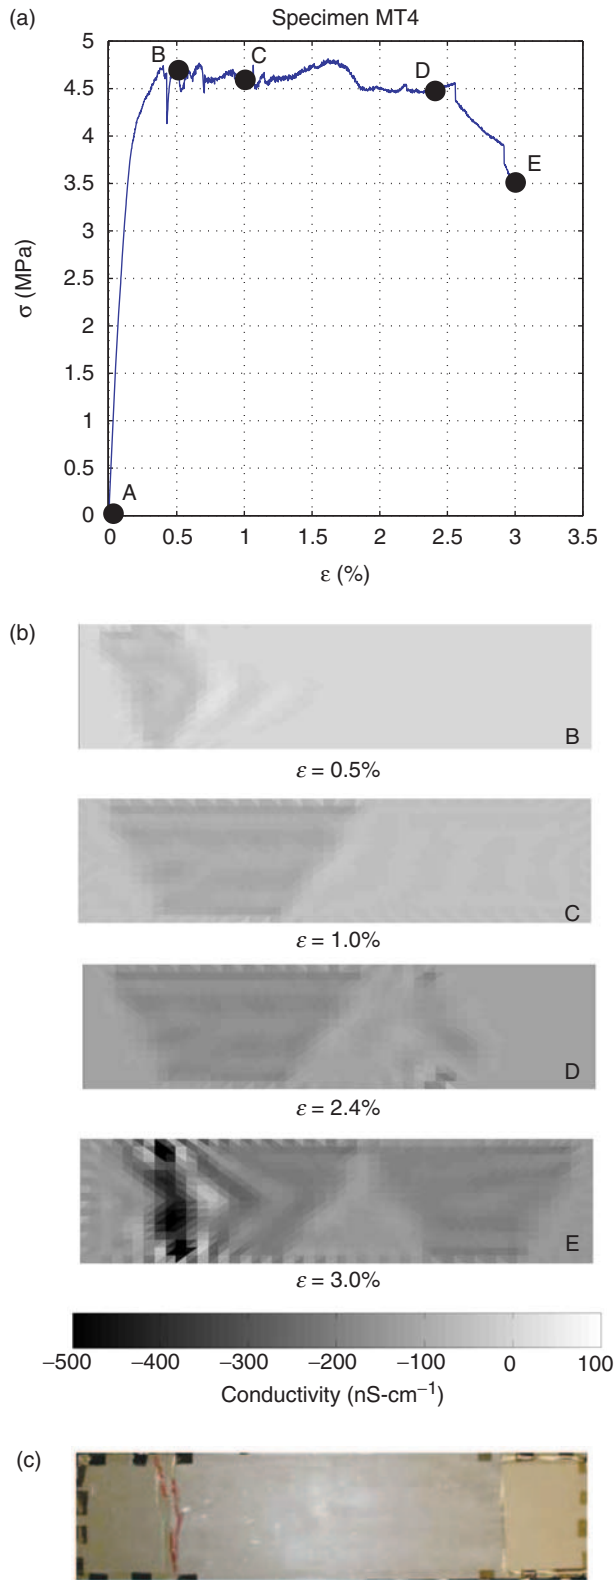 (a)
Specimen MT4
5
4.5
4
3.5
3
2.5
2
1.5
1
0.5
0
σ (MPa)
A
B
C
D
E
0 0.5 1 1.5 2 2.5 3 3.5
ε (%)
(b)
B
ε = 0.5%
C
ε = 1.0%
D
ε = 2.4%
E
ε = 3.0%
−500 −400 −300 −200 −100 0 100
Conductivity (nS-cm⁻¹)
(c)